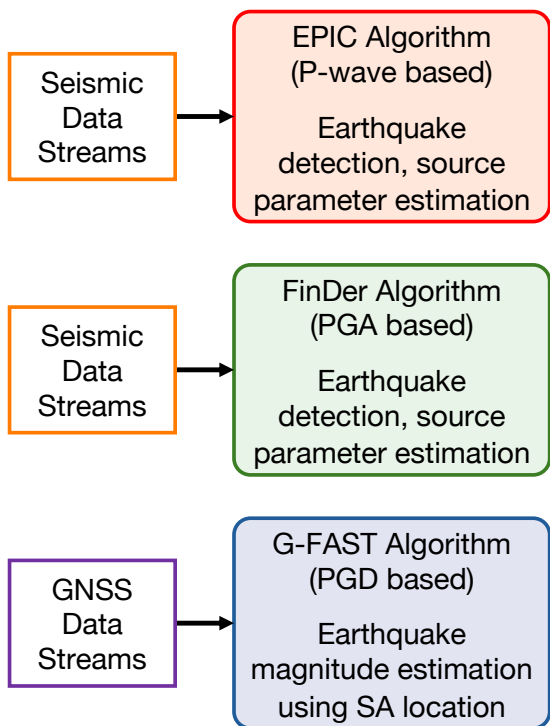 Seismic
Data
Streams
EPIC Algorithm
(P-wave based)
Earthquake
detection, source
parameter estimation
Seismic
Data
Streams
FinDer Algorithm
(PGA based)
Earthquake
detection, source
parameter estimation
GNSS
Data
Streams
G-FAST Algorithm
(PGD based)
Earthquake
magnitude estimation
using SA location